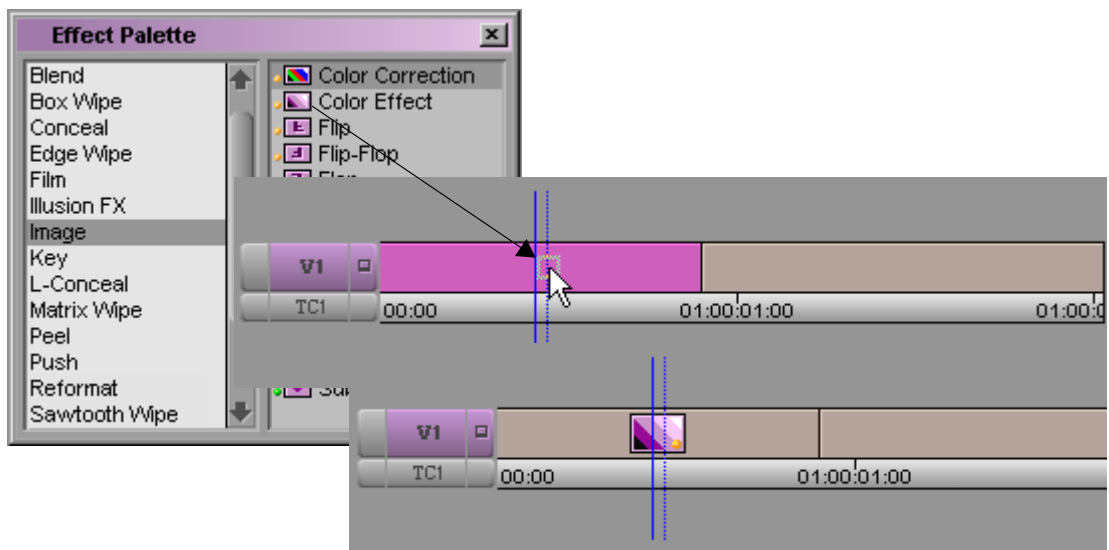 Effect Palette
Blend
Box Wipe
Conceal
Edge Wipe
Film
Illusion FX
Image
Key
L-Conceal
Matrix Wipe
Peel
Push
Reformat
Sawtooth Wipe
Color Correction
Color Effect
Flip
Flip-Flop
V1
TC1
00:00
01:00:01:00
V1
TC1
00:00
01:00:01:00